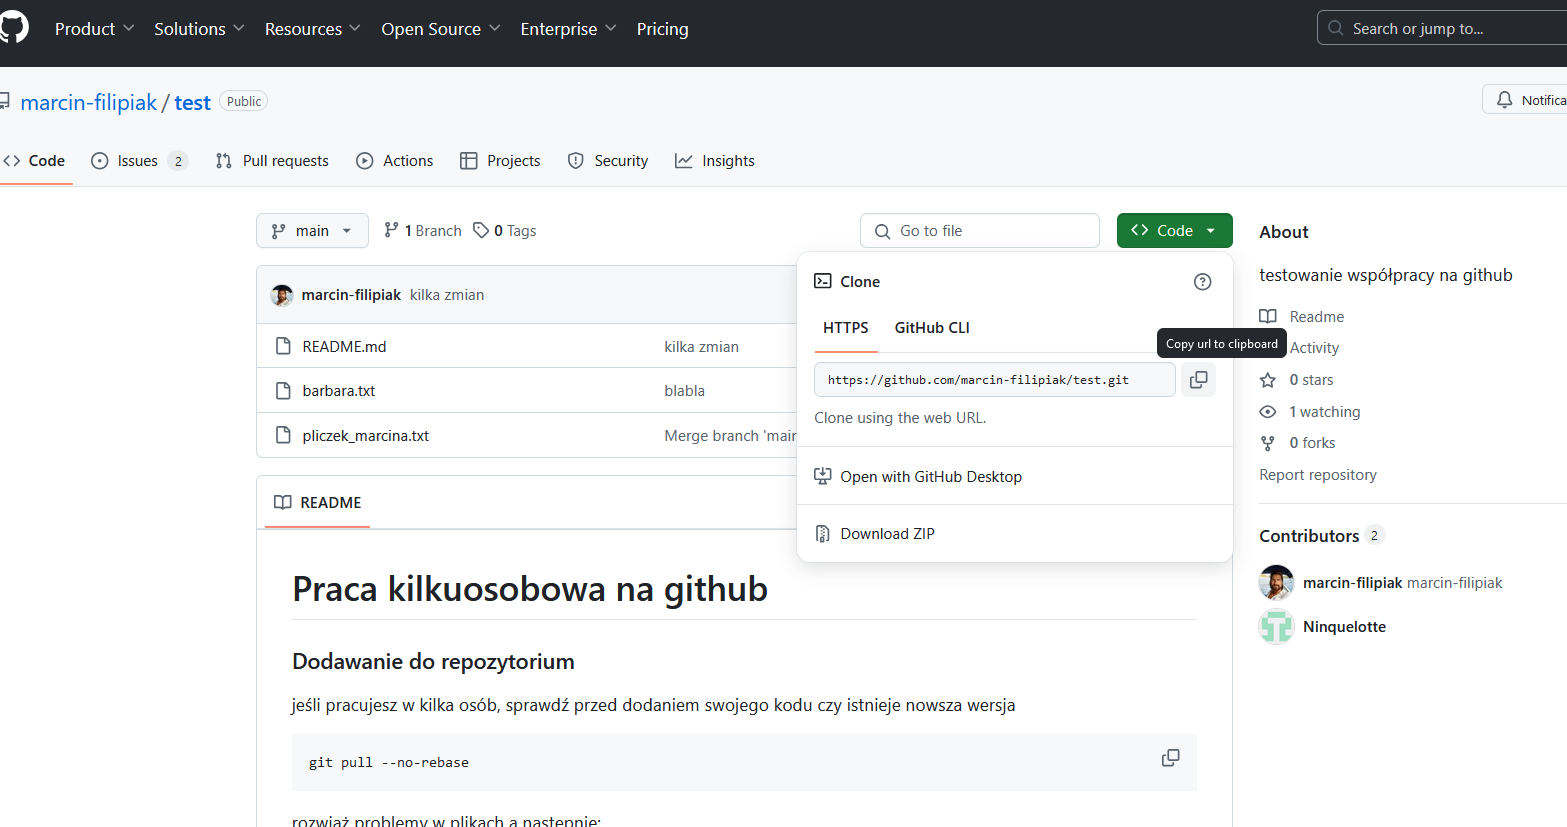 Product Solutions Resources Open Source Enterprise Pricing Search or jump to...
marcin-filipiak / test Public Notifica
Code Issues 2 Pull requests Actions Projects Security Insights
main 1 Branch 0 Tags Go to file Code
marcin-filipiak kilka zmian
README.md kilka zmian
barbara.txt blabla
pliczek_marcina.txt Merge branch 'main
Clone
HTTPS GitHub CLI
Copy url to clipboard
https://github.com/marcin-filipiak/test.git
Clone using the web URL.
Open with GitHub Desktop
Download ZIP
About
testowanie współpracy na github
Readme
Activity
0 stars
1 watching
0 forks
Report repository
Contributors 2
marcin-filipiak marcin-filipiak
Ninquelotte
README
Praca kilkuosobowa na github
Dodawanie do repozytorium
jeśli pracujesz w kilka osób, sprawdź przed dodaniem swojego kodu czy istnieje nowsza wersja
git pull --no-rebase
rozwiąż problemy w plikach a następnie: